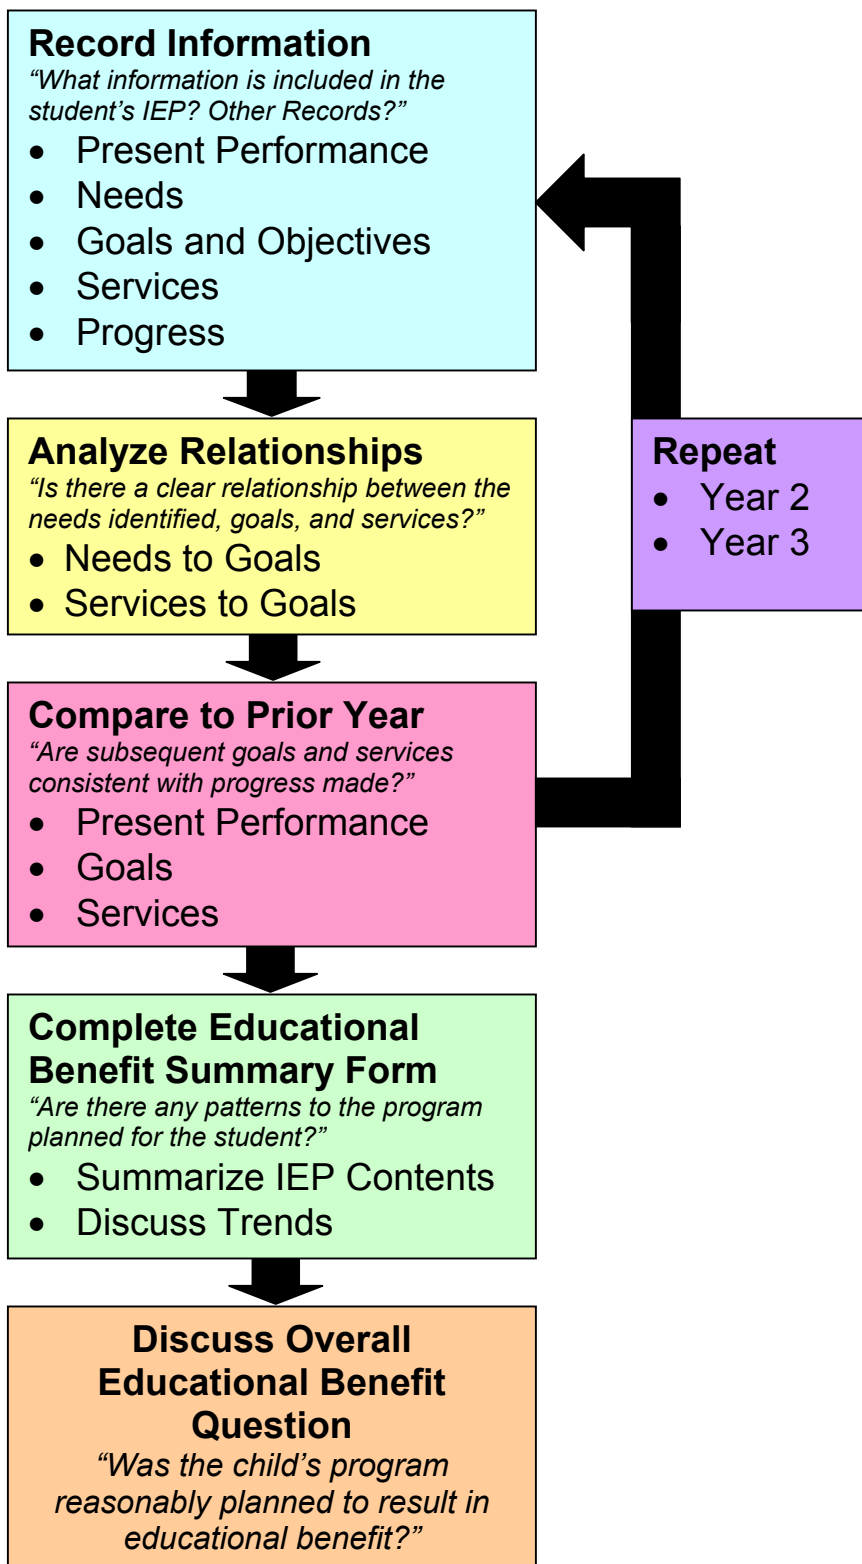 Record Information
“What information is included in the
student’s IEP? Other Records?”
• Present Performance
• Needs
• Goals and Objectives
• Services
• Progress
Analyze Relationships
“Is there a clear relationship between the
needs identified, goals, and services?”
• Needs to Goals
• Services to Goals
Repeat
• Year 2
• Year 3
Compare to Prior Year
“Are subsequent goals and services
consistent with progress made?”
• Present Performance
• Goals
• Services
Complete Educational
Benefit Summary Form
“Are there any patterns to the program
planned for the student?”
• Summarize IEP Contents
• Discuss Trends
Discuss Overall
Educational Benefit
Question
“Was the child’s program
reasonably planned to result in
educational benefit?”